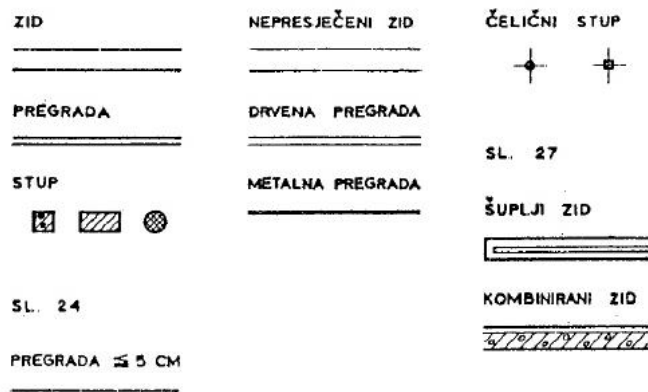 ZID
PREGRADA
STUP
SL. 24
PREGRADA ≦ 5 CM
NEPRESJEČENI ZID
DRVENA PREGRADA
METALNA PREGRADA
ČELIČNI STUP
SL. 27
ŠUPLJI ZID
KOMBINIRANI ZID